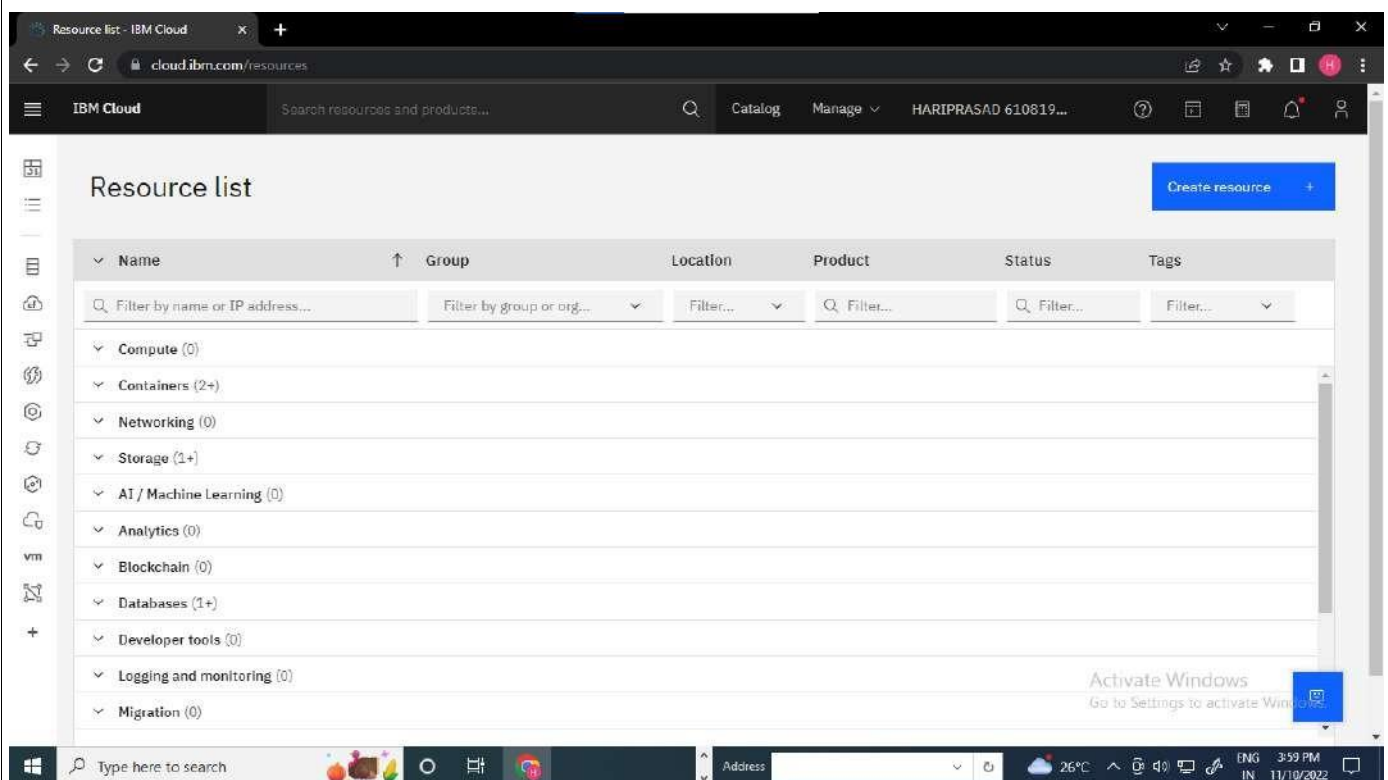 Resource list - IBM Cloud
cloud.ibm.com/resources
IBM Cloud Search resources and products... Catalog Manage HARIPRASAD 610819...
Resource list
Create resource +
Name Group Location Product Status Tags
Filter by name or IP address... Filter by group or org... Filter... Filter... Filter... Filter...
Compute (0)
Containers (2+)
Networking (0)
Storage (1+)
AI / Machine Learning (0)
Analytics (0)
Blockchain (0)
vm
Databases (1+)
Developer tools (0)
Logging and monitoring (0)
Migration (0)
Activate Windows
Go to Settings to activate Windows.
Type here to search Address 26°C ENG 3:59 PM
IN 11/10/2022